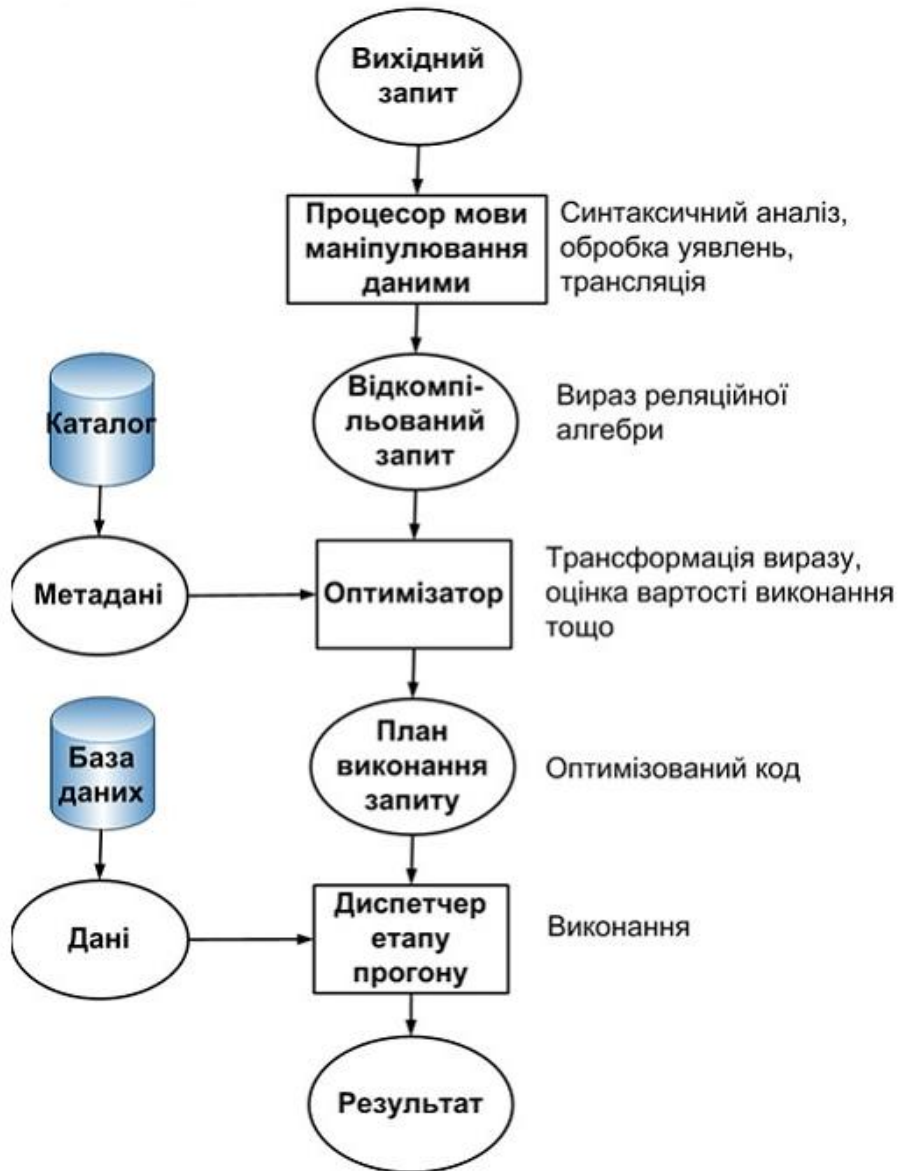 Вихідний
запит
Процесор мови
маніпулювання
даними
Синтаксичний аналіз,
обробка уявлень,
трансляція
Каталог
Відкомпі-
льований
запит
Вираз реляційної
алгебри
Метадані
Оптимізатор
Трансформація виразу,
оцінка вартості виконання
тощо
База
даних
План
виконання
запиту
Оптимізований код
Дані
Диспетчер
етапу
прогону
Виконання
Результат